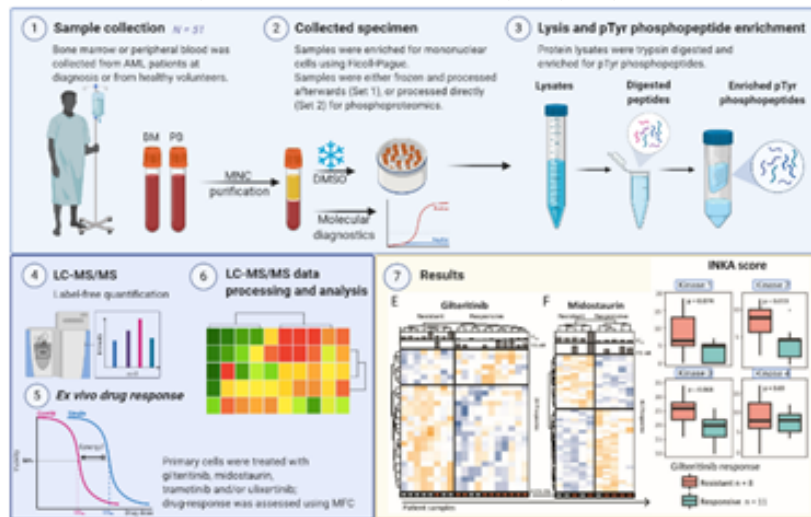 1 Sample collection N = 51
Bone marrow or peripheral blood was
collected from AML patients at
diagnosis or from healthy volunteers.
BM PB
MNC
purification
2 Collected specimen
Samples were enriched for mononuclear
cells using Ficoll-Paque.
Samples were either frozen and processed
afterwards (Set 1), or processed directly
(Set 2) for phosphoproteomics.
DMSO
Molecular
diagnostics
3 Lysis and pTyr phosphopeptide enrichment
Protein lysates were trypsin digested and
enriched for pTyr phosphopeptides.
Lysates
Digested
peptides
Enriched pTyr
phosphopeptides
4 LC-MS/MS
Label-free quantification
5 Ex vivo drug response
Primary cells were treated with
gilteritinib, midostaurin,
trametinib and/or ulixertinib;
drug-response was assessed using MFC
6 LC-MS/MS data
processing and analysis
7 Results
E Gilteritinib
Resistant Responsive
F Midostaurin
Resistant Responsive
Patient samples
INKA score
Kinase 1 Kinase 2
Kinase 3 Kinase 4
Gilteritinib response
Resistant n = 8
Responsive n = 11